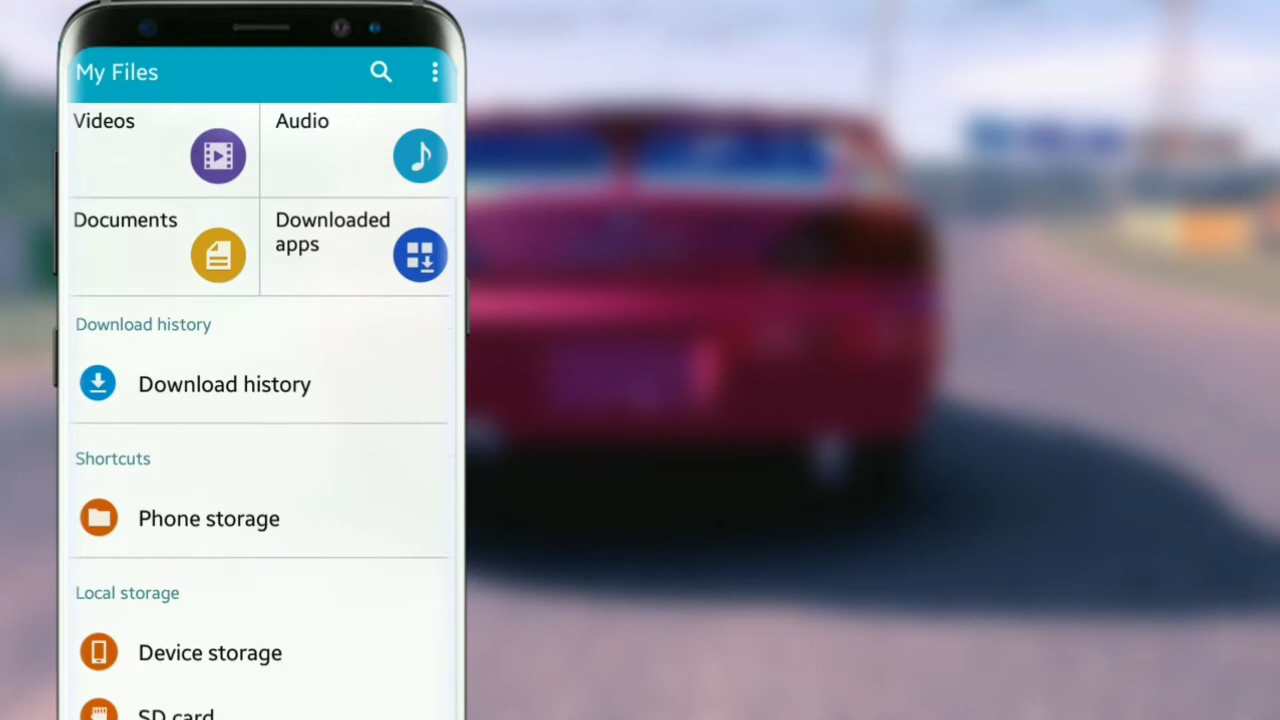 My Files
Videos
Audio
Documents
Downloaded
apps
Download history
Download history
Shortcuts
Phone storage
Local storage
Device storage
SD card